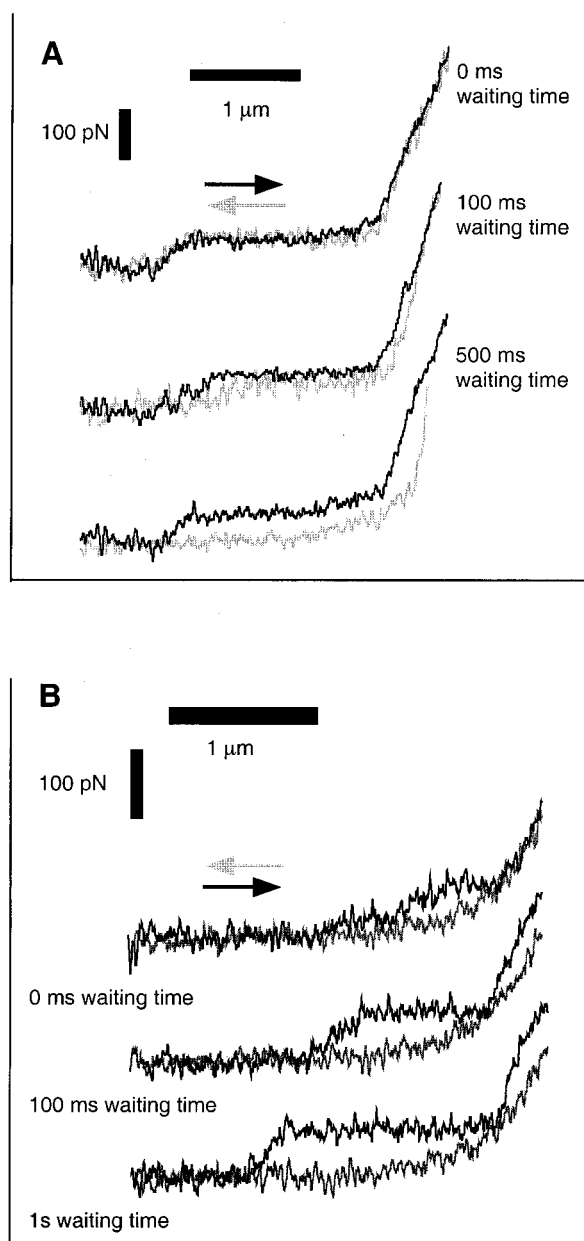 A
1 μm
100 pN
0 ms
waiting time
100 ms
waiting time
500 ms
waiting time
B
1 μm
100 pN
0 ms waiting time
100 ms waiting time
1s waiting time